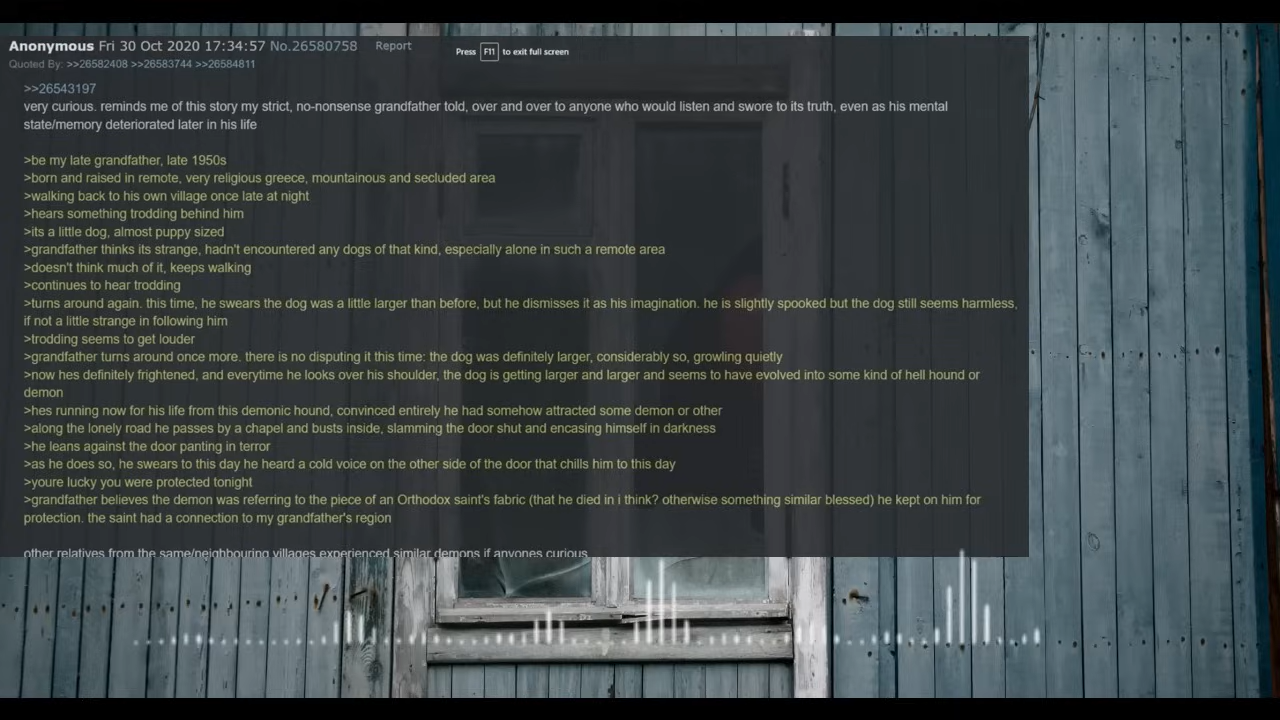 Anonymous Fri 30 Oct 2020 17:34:57 No.26580758 Report
Press F11 to exit full screen
Quoted By: >>26582408 >>26583744 >>26584811
>>26543197
very curious. reminds me of this story my strict, no-nonsense grandfather told, over and over to anyone who would listen and swore to its truth, even as his mental
state/memory deteriorated later in his life
>be my late grandfather, late 1950s
>born and raised in remote, very religious greece, mountainous and secluded area
>walking back to his own village once late at night
>hears something trodding behind him
>its a little dog, almost puppy sized
>grandfather thinks its strange, hadn't encountered any dogs of that kind, especially alone in such a remote area
>doesn't think much of it, keeps walking
>continues to hear trodding
>turns around again. this time, he swears the dog was a little larger than before, but he dismisses it as his imagination. he is slightly spooked but the dog still seems harmless,
if not a little strange in following him
>trodding seems to get louder
>grandfather turns around once more. there is no disputing it this time: the dog was definitely larger, considerably so, growling quietly
>now hes definitely frightened, and everytime he looks over his shoulder, the dog is getting larger and larger and seems to have evolved into some kind of hell hound or
demon
>hes running now for his life from this demonic hound, convinced entirely he had somehow attracted some demon or other
>along the lonely road he passes by a chapel and busts inside, slamming the door shut and encasing himself in darkness
>he leans against the door panting in terror
>as he does so, he swears to this day he heard a cold voice on the other side of the door that chills him to this day
>youre lucky you were protected tonight
>grandfather believes the demon was referring to the piece of an Orthodox saint's fabric (that he died in i think? otherwise something similar blessed) he kept on him for
protection. the saint had a connection to my grandfather's region
other relatives from the same/neighbouring villages experienced similar demons if anyones curious